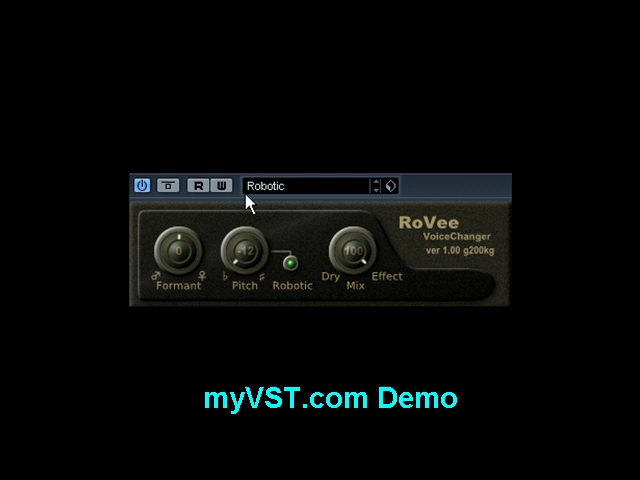 R W Robotic
RoVee
VoiceChanger
ver 1.00 g200kg
0 -12 100
♂ ♀ ♭ ♯ Dry Effect
Formant Pitch Robotic Mix
myVST.com Demo